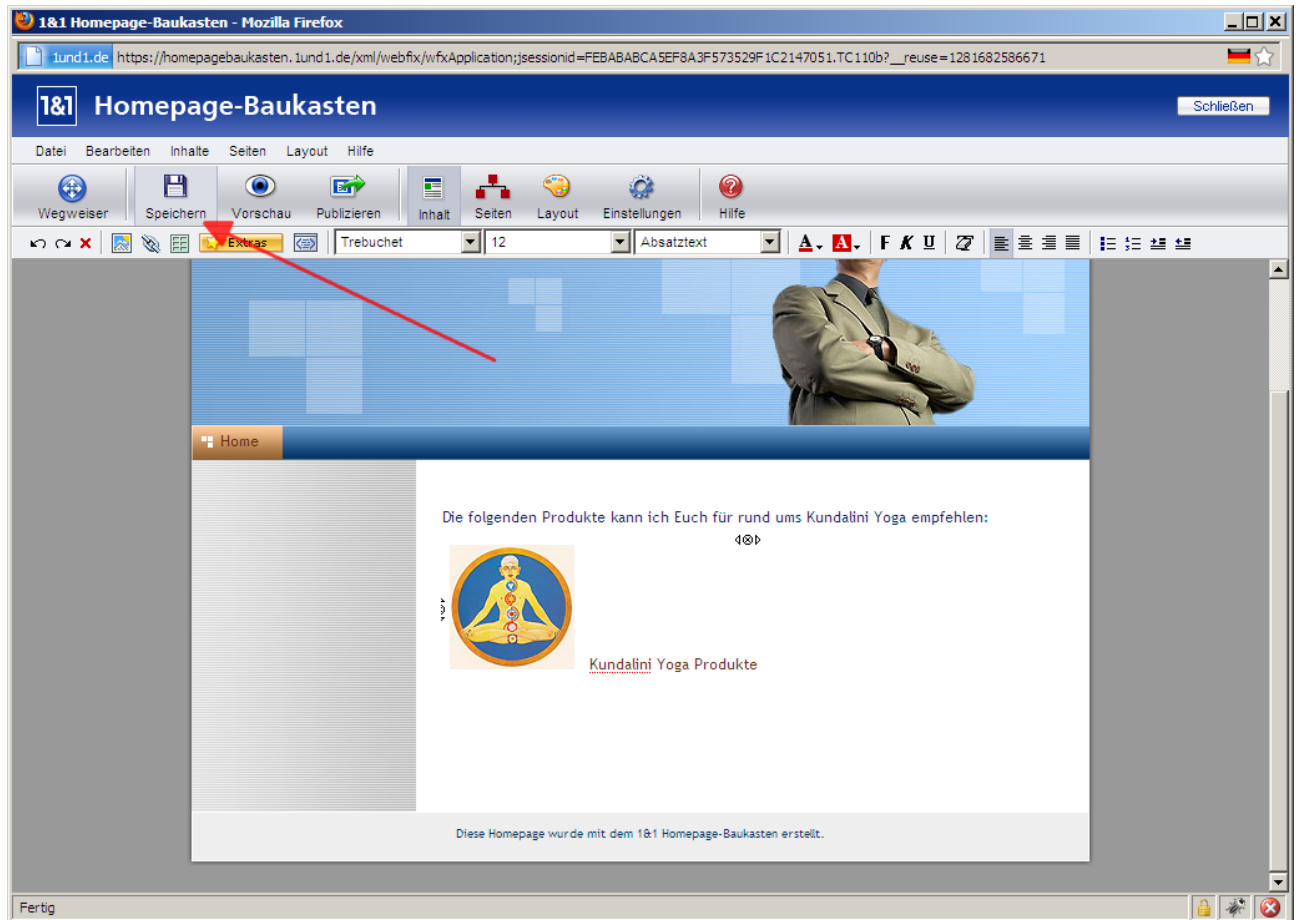 1&1 Homepage-Baukasten - Mozilla Firefox
1und1.de https://homepagebaukasten.1und1.de/xml/webfix/wfxApplication;jsessionid=FEBABABCA5EF8A3F573529F1C2147051.TC110b?__reuse=1281682586671
1&1 Homepage-Baukasten Schließen
Datei Bearbeiten Inhalte Seiten Layout Hilfe
Wegweiser Speichern Vorschau Publizieren Inhalt Seiten Layout Einstellungen Hilfe
Extras Trebuchet 12 Absatztext A A F K U
Home
Die folgenden Produkte kann ich Euch für rund ums Kundalini Yoga empfehlen:
Kundalini Yoga Produkte
Diese Homepage wurde mit dem 1&1 Homepage-Baukasten erstellt.
Fertig